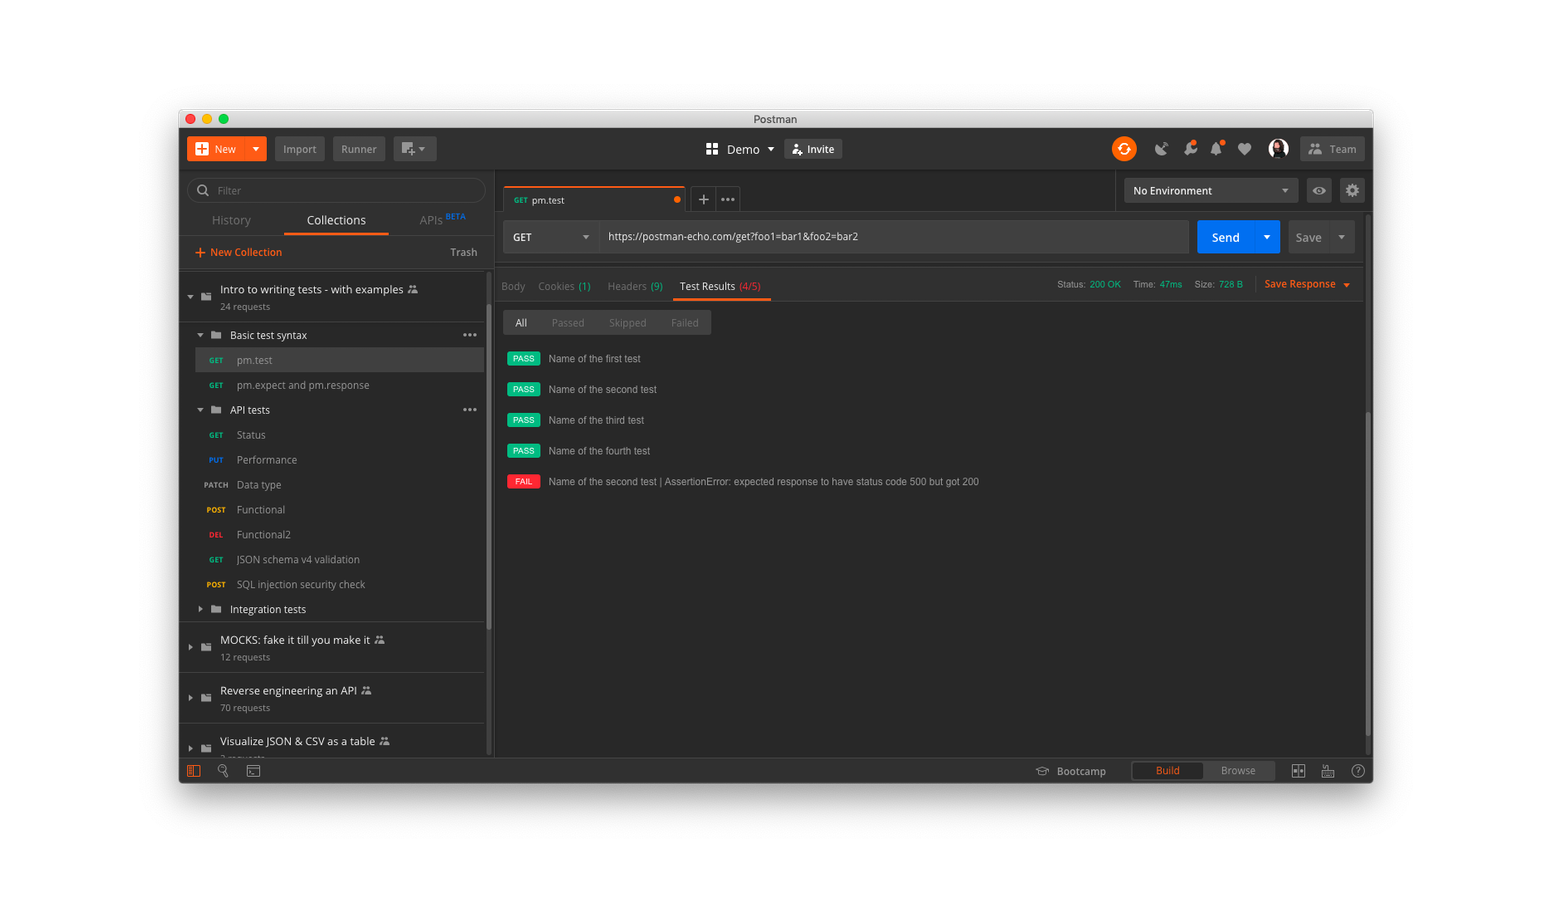 Postman
New
Import
Runner
Demo
Invite
Team
Filter
History
Collections
APIs BETA
New Collection
Trash
Intro to writing tests - with examples
24 requests
Basic test syntax
GET pm.test
GET pm.expect and pm.response
API tests
GET Status
PUT Performance
PATCH Data type
POST Functional
DEL Functional2
GET JSON schema v4 validation
POST SQL injection security check
Integration tests
MOCKS: fake it till you make it
12 requests
Reverse engineering an API
70 requests
Visualize JSON & CSV as a table
GET pm.test
No Environment
GET
https://postman-echo.com/get?foo1=bar1&foo2=bar2
Send
Save
Body
Cookies (1)
Headers (9)
Test Results (4/5)
Status: 200 OK
Time: 47ms
Size: 728 B
Save Response
All
Passed
Skipped
Failed
PASS Name of the first test
PASS Name of the second test
PASS Name of the third test
PASS Name of the fourth test
FAIL Name of the second test | AssertionError: expected response to have status code 500 but got 200
Bootcamp
Build
Browse